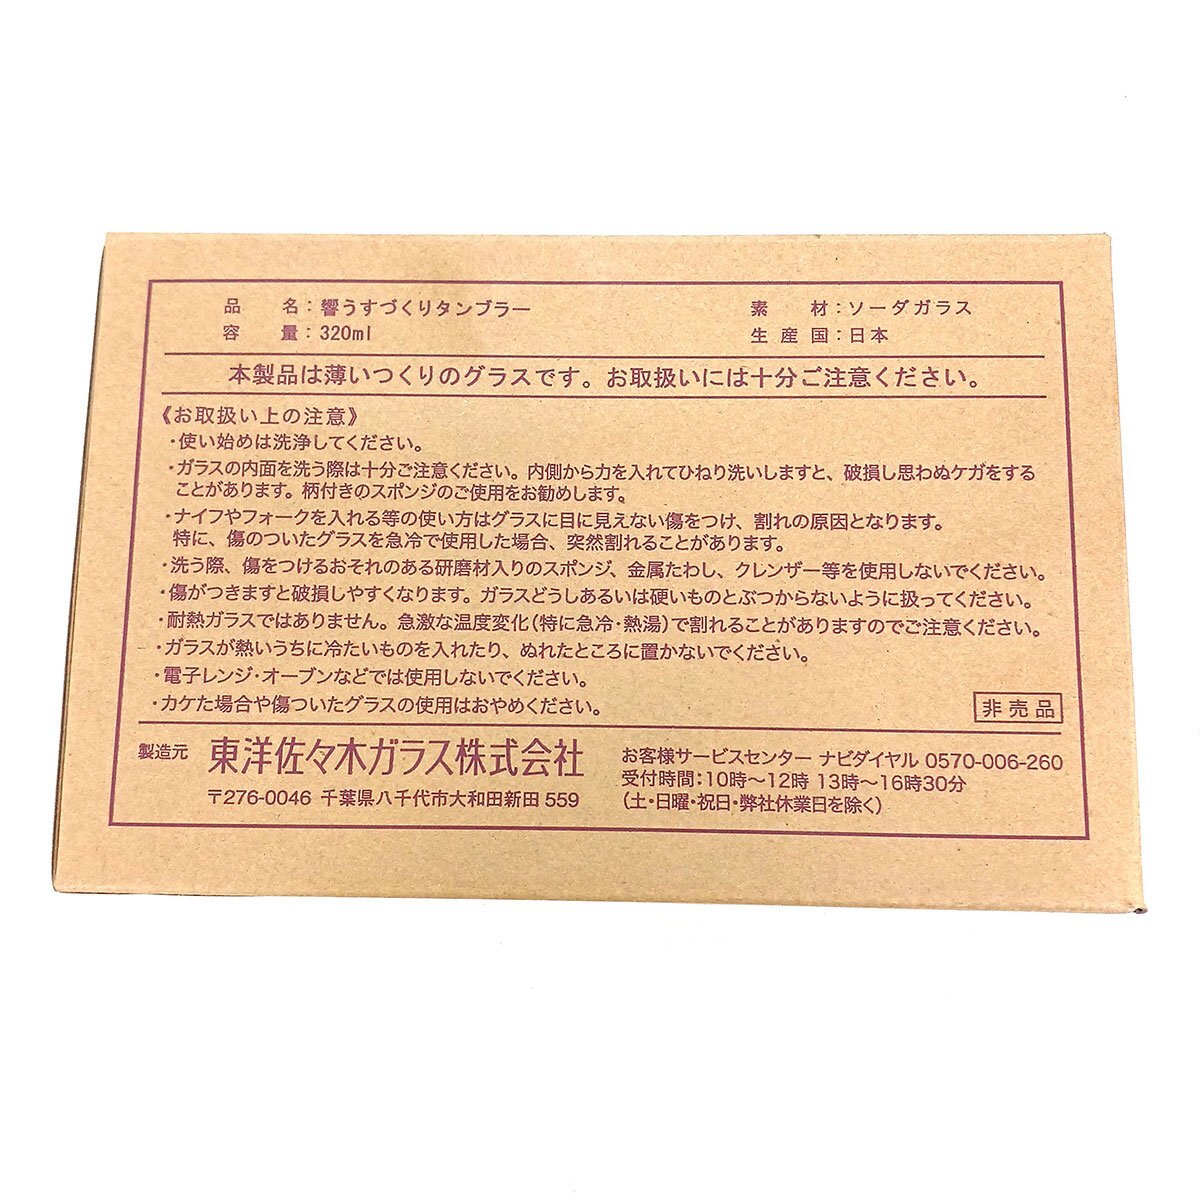 品　名：響うすづくりタンブラー　素　材：ソーダガラス
容　量：320ml　生産国：日本
本製品は薄いつくりのグラスです。お取扱いには十分ご注意ください。
《お取扱い上の注意》
・使い始めは洗浄してください。
・ガラスの内面を洗う際は十分ご注意ください。内側から力を入れてひねり洗いしますと、破損し思わぬケガをする
ことがあります。柄付きのスポンジのご使用をお勧めします。
・ナイフやフォークを入れる等の使い方はグラスに目に見えない傷をつけ、割れの原因となります。
特に、傷のついたグラスを急冷で使用した場合、突然割れることがあります。
・洗う際、傷をつけるおそれのある研磨材入りのスポンジ、金属たわし、クレンザー等を使用しないでください。
・傷がつきますと破損しやすくなります。ガラスどうしあるいは硬いものとぶつからないように扱ってください。
・耐熱ガラスではありません。急激な温度変化(特に急冷・熱湯)で割れることがありますのでご注意ください。
・ガラスが熱いうちに冷たいものを入れたり、ぬれたところに置かないでください。
・電子レンジ・オーブンなどでは使用しないでください。
・カケた場合や傷ついたグラスの使用はおやめください。
非売品
製造元 東洋佐々木ガラス株式会社
〒276-0046 千葉県八千代市大和田新田 559
お客様サービスセンター ナビダイヤル 0570-006-260
受付時間：10時〜12時 13時〜16時30分
(土・日曜・祝日・弊社休業日を除く)